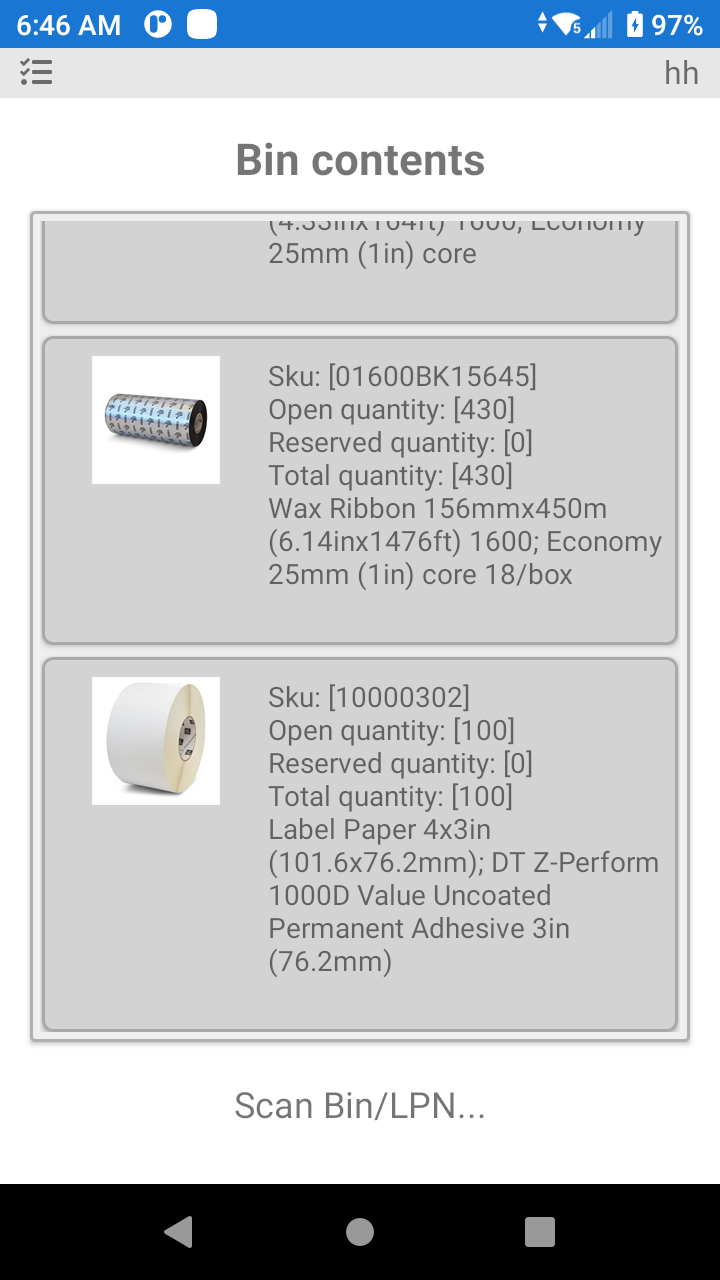 6:46 AM
5
97%
hh
Bin contents
(4.33inx164ft) 1600; Economy
25mm (1in) core
Sku: [01600BK15645]
Open quantity: [430]
Reserved quantity: [0]
Total quantity: [430]
Wax Ribbon 156mmx450m
(6.14inx1476ft) 1600; Economy
25mm (1in) core 18/box
Sku: [10000302]
Open quantity: [100]
Reserved quantity: [0]
Total quantity: [100]
Label Paper 4x3in
(101.6x76.2mm); DT Z-Perform
1000D Value Uncoated
Permanent Adhesive 3in
(76.2mm)
Scan Bin/LPN...